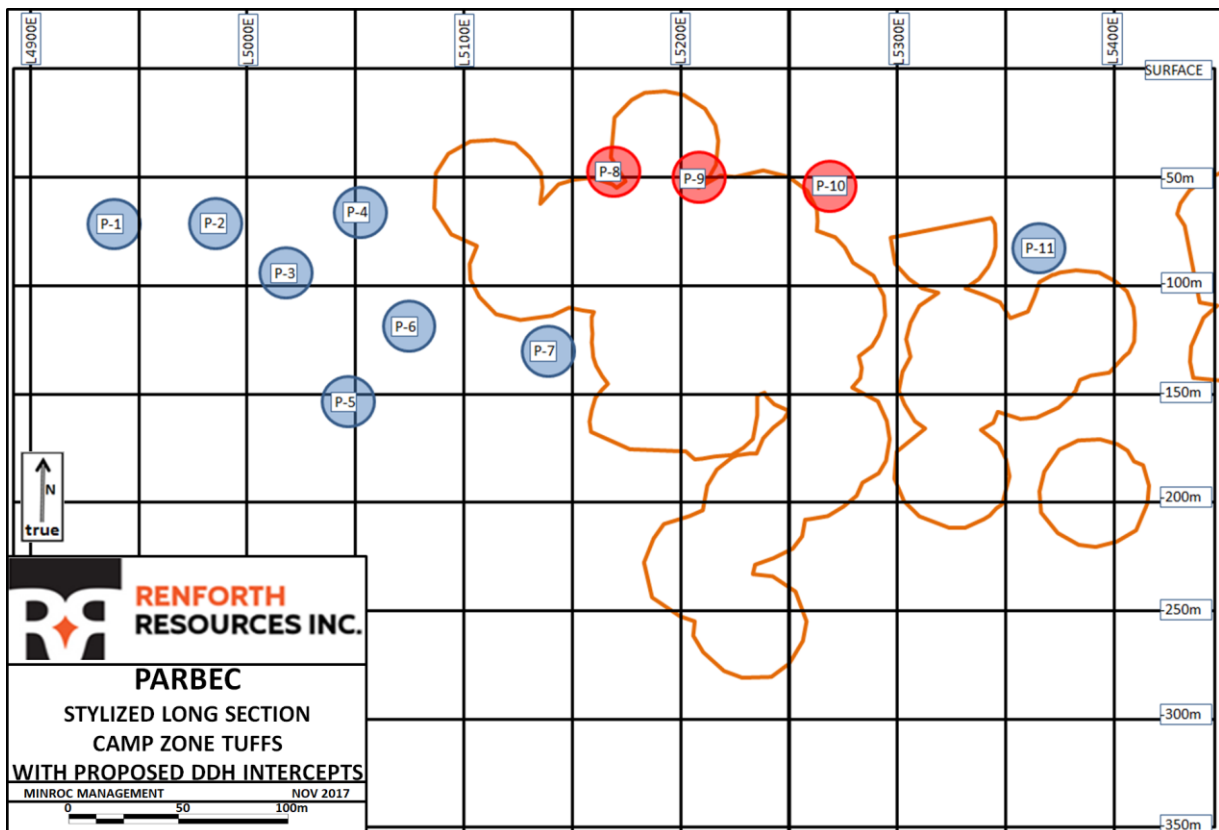 L4900E
L5000E
L5100E
L5200E
L5300E
L5400E
SURFACE
P-8
P-9
-50m
P-10
P-4
P-1
P-2
P-11
P-3
-100m
P-6
P-7
-150m
P-5
N
-200m
true
RENFORTH
RESOURCES INC.
-250m
PARBEC
STYLIZED LONG SECTION
-300m
CAMP ZONE TUFFS
WITH PROPOSED DDH INTERCEPTS
MINROC MANAGEMENT NOV 2017
0 50 100m
-350m